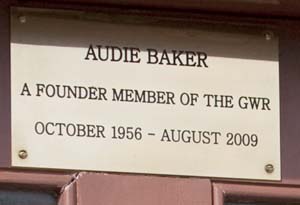 AUDIE BAKER
A FOUNDER MEMBER OF THE GWR
OCTOBER 1956 - AUGUST 2009